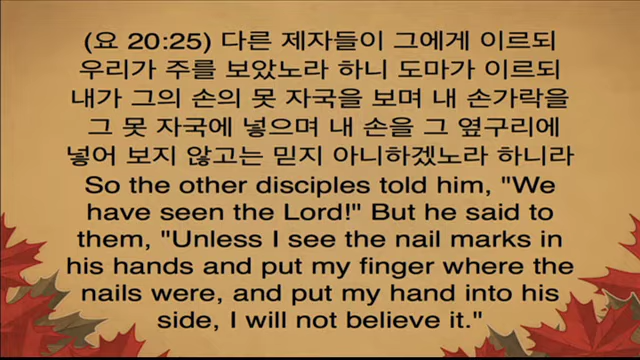 (요 20:25) 다른 제자들이 그에게 이르되
우리가 주를 보았노라 하니 도마가 이르되
내가 그의 손의 못 자국을 보며 내 손가락을
그 못 자국에 넣으며 내 손을 그 옆구리에
넣어 보지 않고는 믿지 아니하겠노라 하니라
So the other disciples told him, "We
have seen the Lord!" But he said to
them, "Unless I see the nail marks in
his hands and put my finger where the
nails were, and put my hand into his
side, I will not believe it."